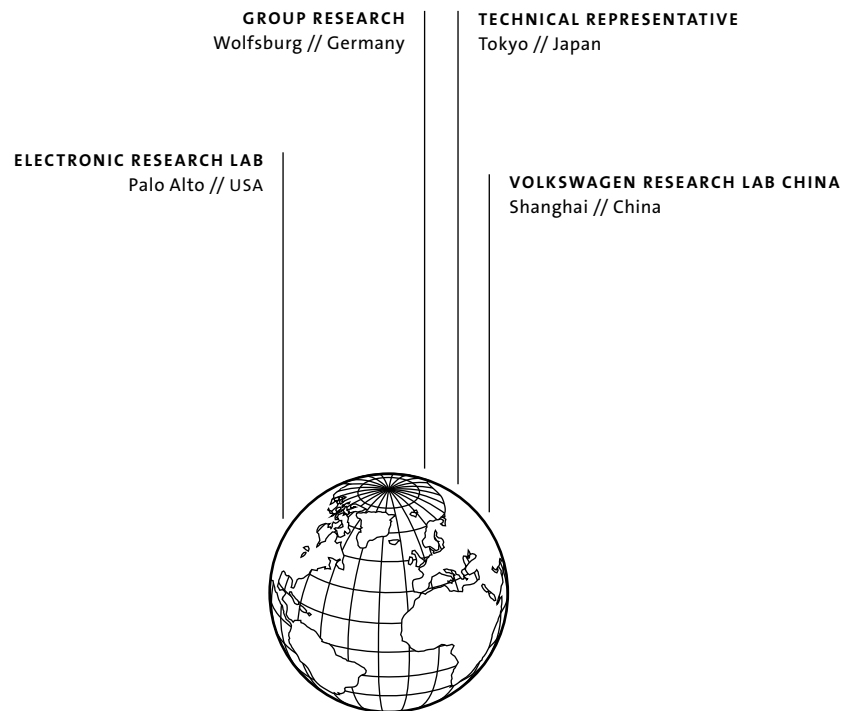 GROUP RESEARCH
Wolfsburg // Germany
TECHNICAL REPRESENTATIVE
Tokyo // Japan
ELECTRONIC RESEARCH LAB
Palo Alto // USA
VOLKSWAGEN RESEARCH LAB CHINA
Shanghai // China